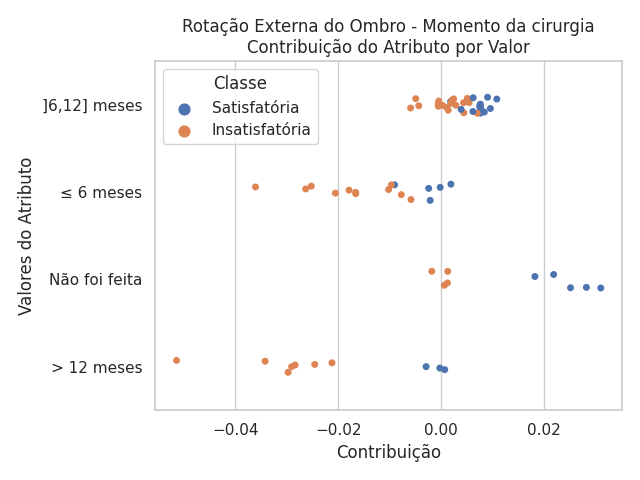 Rotação Externa do Ombro - Momento da cirurgia
Contribuição do Atributo por Valor
Classe
Satisfatória
Insatisfatória
Valores do Atributo
]6,12] meses
≤ 6 meses
Não foi feita
> 12 meses
−0.04
−0.02
0.00
0.02
Contribuição